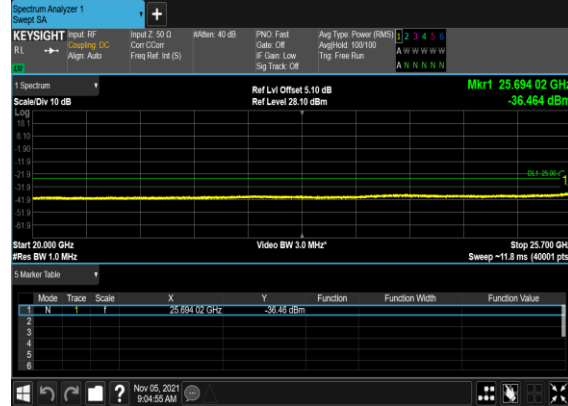 Spectrum Analyzer 1
Swept SA
KEYSIGHT Input: RF Input Z: 50 Ω #Atten: 40 dB PNO: Fast Avg Type: Power (RMS) 1 2 3 4 5 6
RL Coupling: DC Corr CCorr Gate: Off Avg|Hold: 100/100 A W W W W W
Align: Auto Freq Ref: Int (S) IF Gain: Low Trig: Free Run
LXI Sig Track: Off A N N N N N
1 Spectrum Ref Lvl Offset 5.10 dB Mkr1 25.694 02 GHz
Scale/Div 10 dB Ref Level 28.10 dBm -36.464 dBm
Log
18.1
8.10
-1.90
-11.9
-21.9 DL1 -25.00 1
-31.9
-41.9
-51.9
-61.9
Start 20.000 GHz Video BW 3.0 MHz* Stop 25.700 GHz
#Res BW 1.0 MHz Sweep ~11.8 ms (40001 pts)
5 Marker Table
Mode Trace Scale X Y Function Function Width Function Value
1 N 1 f 25.694 02 GHz -36.46 dBm
2
3
4
5
6
? Nov 05, 2021
9:04:55 AM